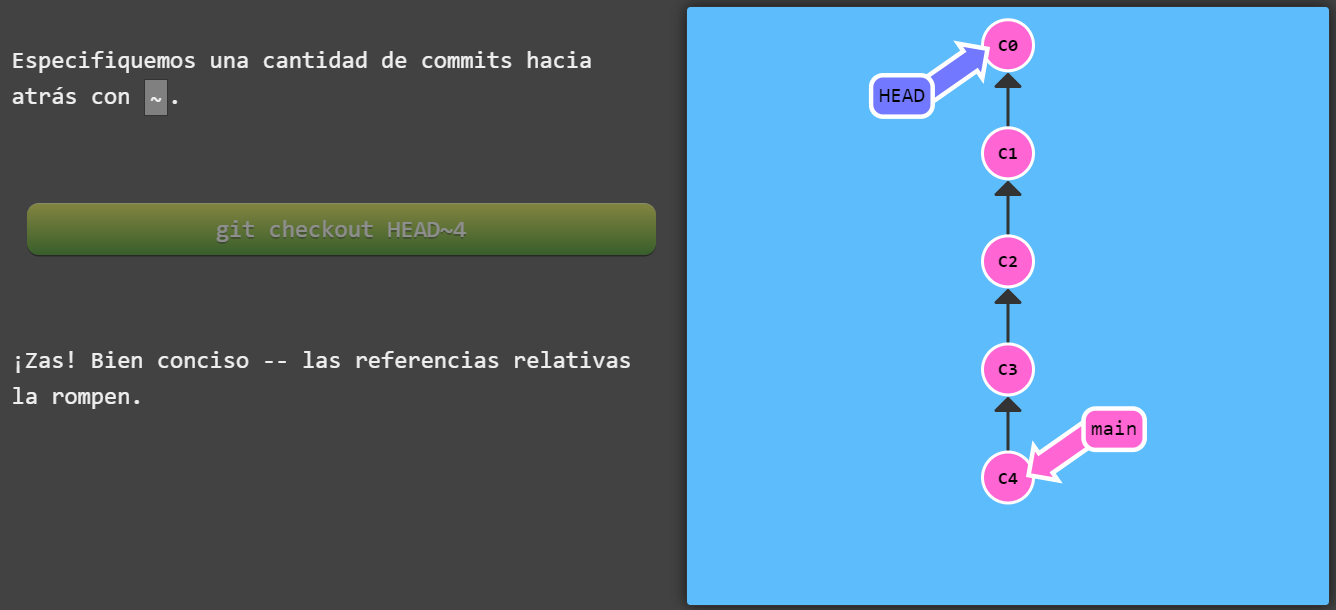 Especifiquemos una cantidad de commits hacia
atrás con ~.
git checkout HEAD~4
¡Zas! Bien conciso -- las referencias relativas
la rompen.
C0
HEAD
C1
C2
C3
main
C4